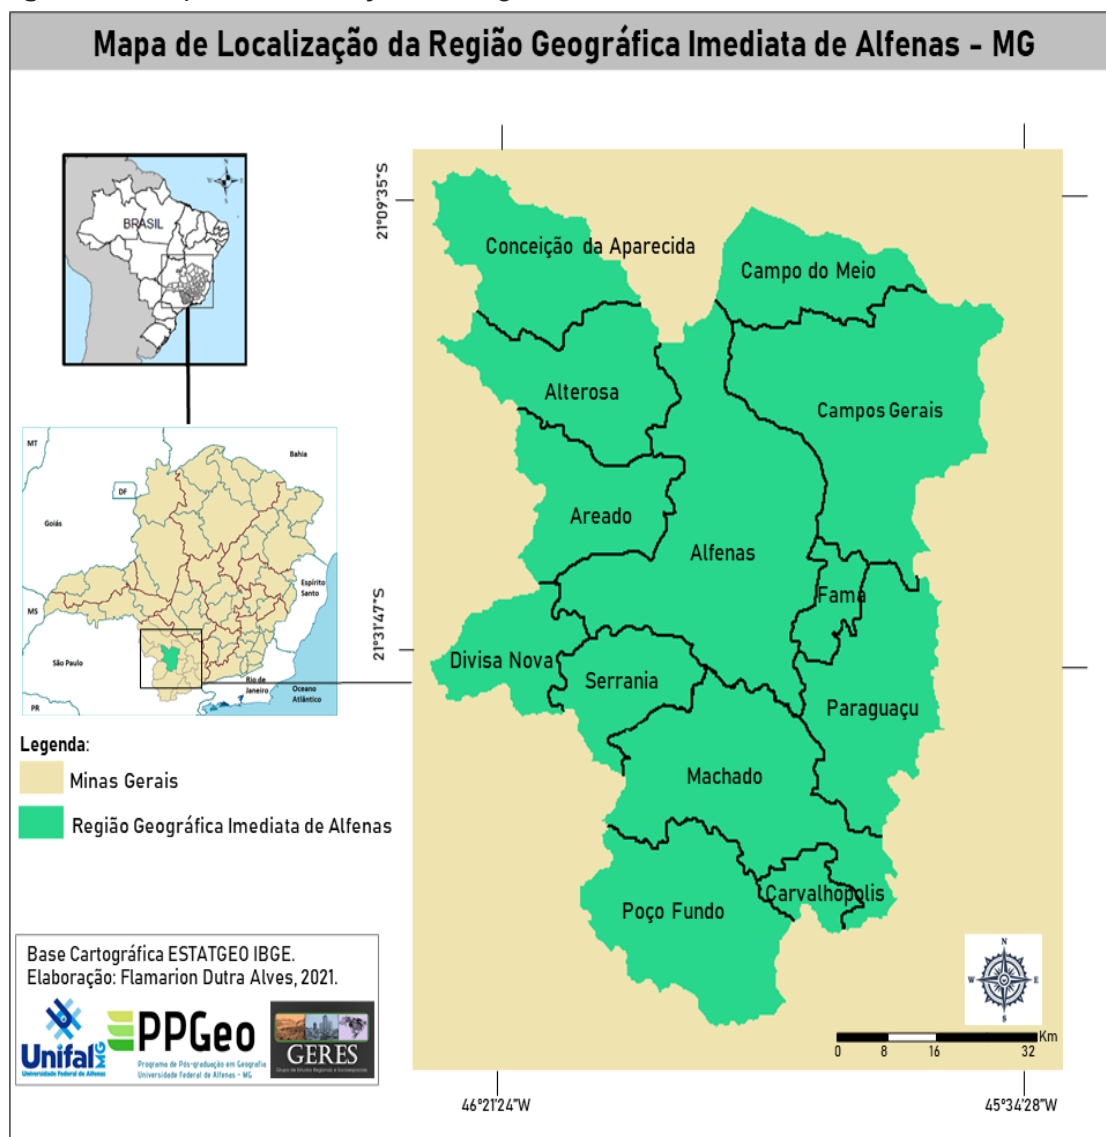 Mapa de Localização da Região Geográfica Imediata de Alfenas - MG
21°09'35"S
21°31'47"S
BRASIL
MT
DF
Bahia
Goiás
MS
Espírito
Santo
São Paulo
Rio de
Janeiro
Oceano
Atlântico
PR
Conceição da Aparecida
Campo do Meio
Alterosa
Campos Gerais
Areado
Alfenas
Fama
Divisa Nova
Serrania
Paraguaçu
Machado
Carvalhópolis
Poço Fundo
Legenda:
Minas Gerais
Região Geográfica Imediata de Alfenas
Base Cartográfica ESTATGEO IBGE.
Elaboração: Flamarion Dutra Alves, 2021.
Unifal MG
Universidade Federal de Alfenas
PPGeo
Programa de Pós-graduação em Geografia
Universidade Federal de Alfenas - MG
GERES
Grupo de Estudos Regionais e Socioespaciais
N
W E
S
Km
0 8 16 32
46°21'24"W
45°34'28"W